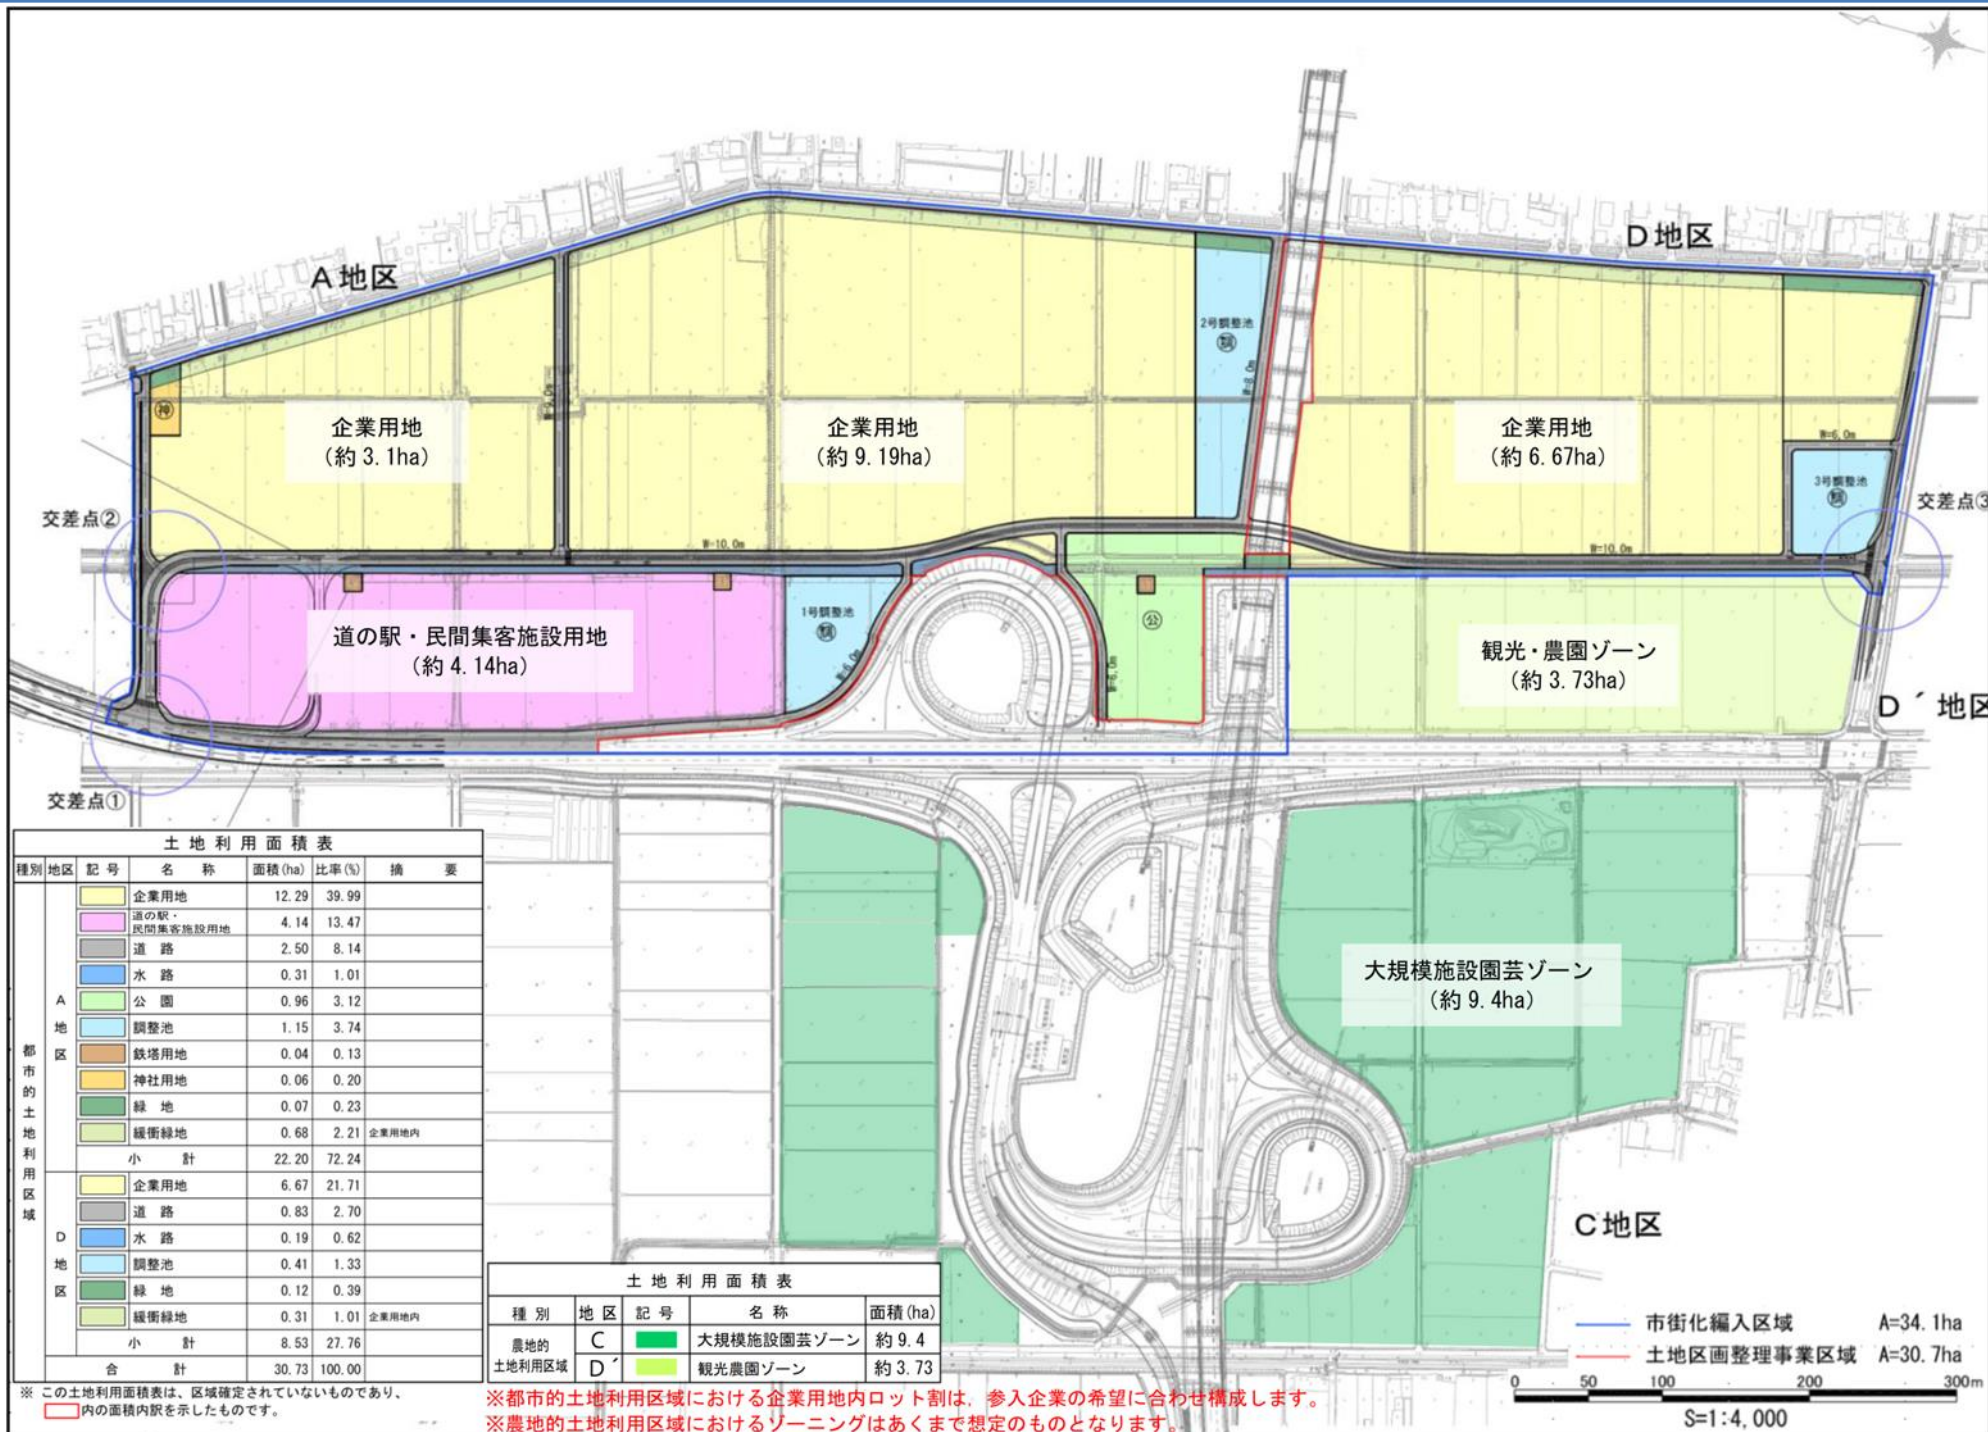 A地区
D地区
2号調整池
調
W=8.0m
神
企業用地
(約 3.1ha)
W=9.0m
企業用地
(約 9.19ha)
企業用地
(約 6.67ha)
W=6.0m
3号調整池
調
交差点②
交差点③
W=10.0m
W=10.0m
1号調整池
調
公
道の駅・民間集客施設用地
(約 4.14ha)
W=6.0m
W=6.0m
観光・農園ゾーン
(約 3.73ha)
D´地区
交差点①
大規模施設園芸ゾーン
(約 9.4ha)
C地区
土地利用面積表
種別 地区 記号 名称 面積(ha) 比率(%) 摘要
都市的土地利用区域
A地区
企業用地 12.29 39.99
道の駅・
民間集客施設用地 4.14 13.47
道路 2.50 8.14
水路 0.31 1.01
公園 0.96 3.12
調整池 1.15 3.74
鉄塔用地 0.04 0.13
神社用地 0.06 0.20
緑地 0.07 0.23
緩衝緑地 0.68 2.21 企業用地内
小計 22.20 72.24
D地区
企業用地 6.67 21.71
道路 0.83 2.70
水路 0.19 0.62
調整池 0.41 1.33
緑地 0.12 0.39
緩衝緑地 0.31 1.01 企業用地内
小計 8.53 27.76
合計 30.73 100.00
※ この土地利用面積表は、区域確定されていないものであり、
内の面積内訳を示したものです。
土地利用面積表
種別 地区 記号 名称 面積(ha)
農地的
土地利用区域
C 大規模施設園芸ゾーン 約 9.4
D´ 観光農園ゾーン 約 3.73
※都市的土地利用区域における企業用地内ロット割は、参入企業の希望に合わせ構成します。
※農地的土地利用区域におけるゾーニングはあくまで想定のものとなります。
市街化編入区域 A=34.1ha
土地区画整理事業区域 A=30.7ha
0 50 100 200 300m
S=1:4,000